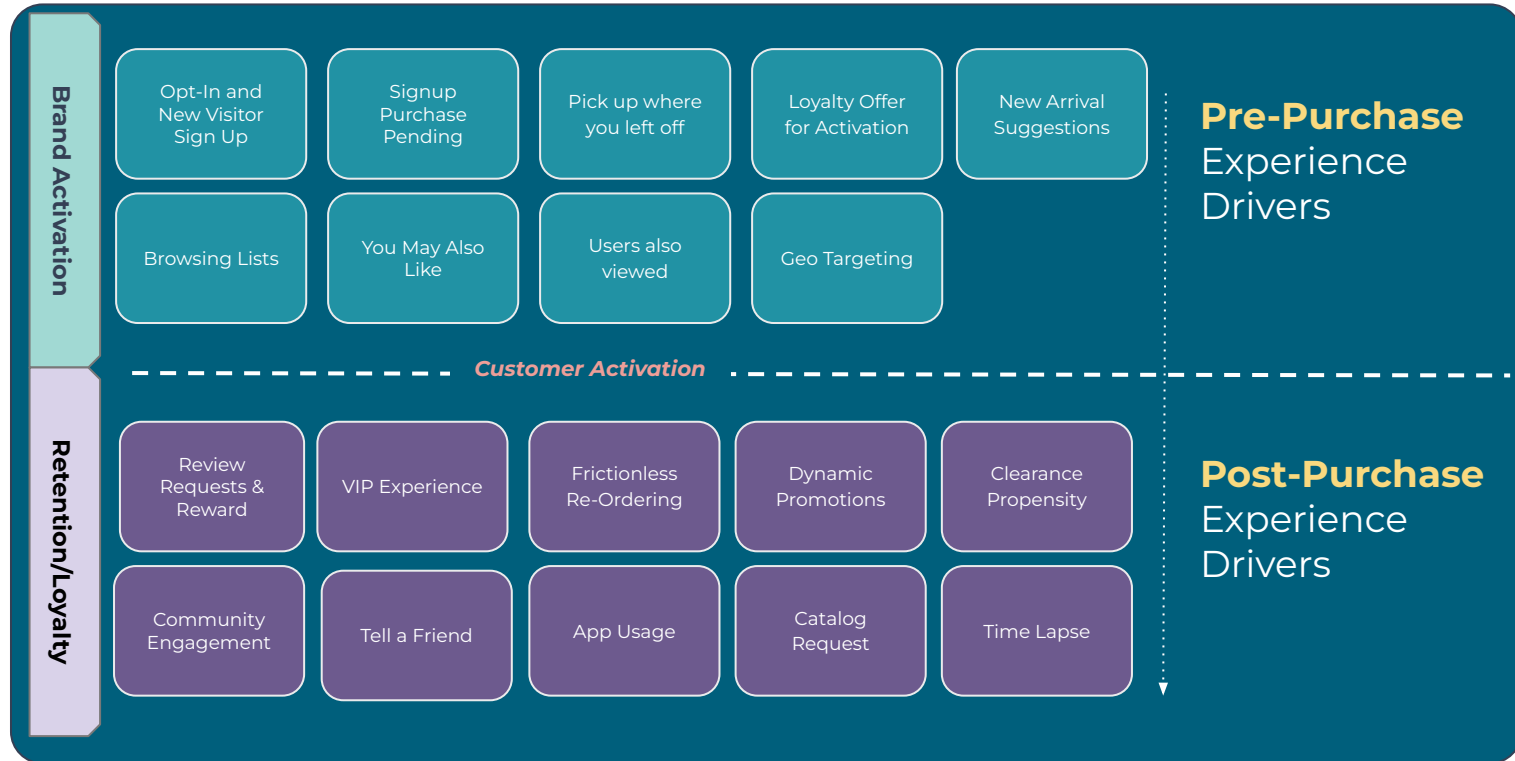 Brand Activation
Opt-In and
New Visitor
Sign Up
Signup
Purchase
Pending
Pick up where
you left off
Loyalty Offer
for Activation
New Arrival
Suggestions
Pre-Purchase
Experience
Drivers
Browsing Lists
You May Also
Like
Users also
viewed
Geo Targeting
Customer Activation
Retention/Loyalty
Review
Requests &
Reward
VIP Experience
Frictionless
Re-Ordering
Dynamic
Promotions
Clearance
Propensity
Post-Purchase
Experience
Drivers
Community
Engagement
Tell a Friend
App Usage
Catalog
Request
Time Lapse